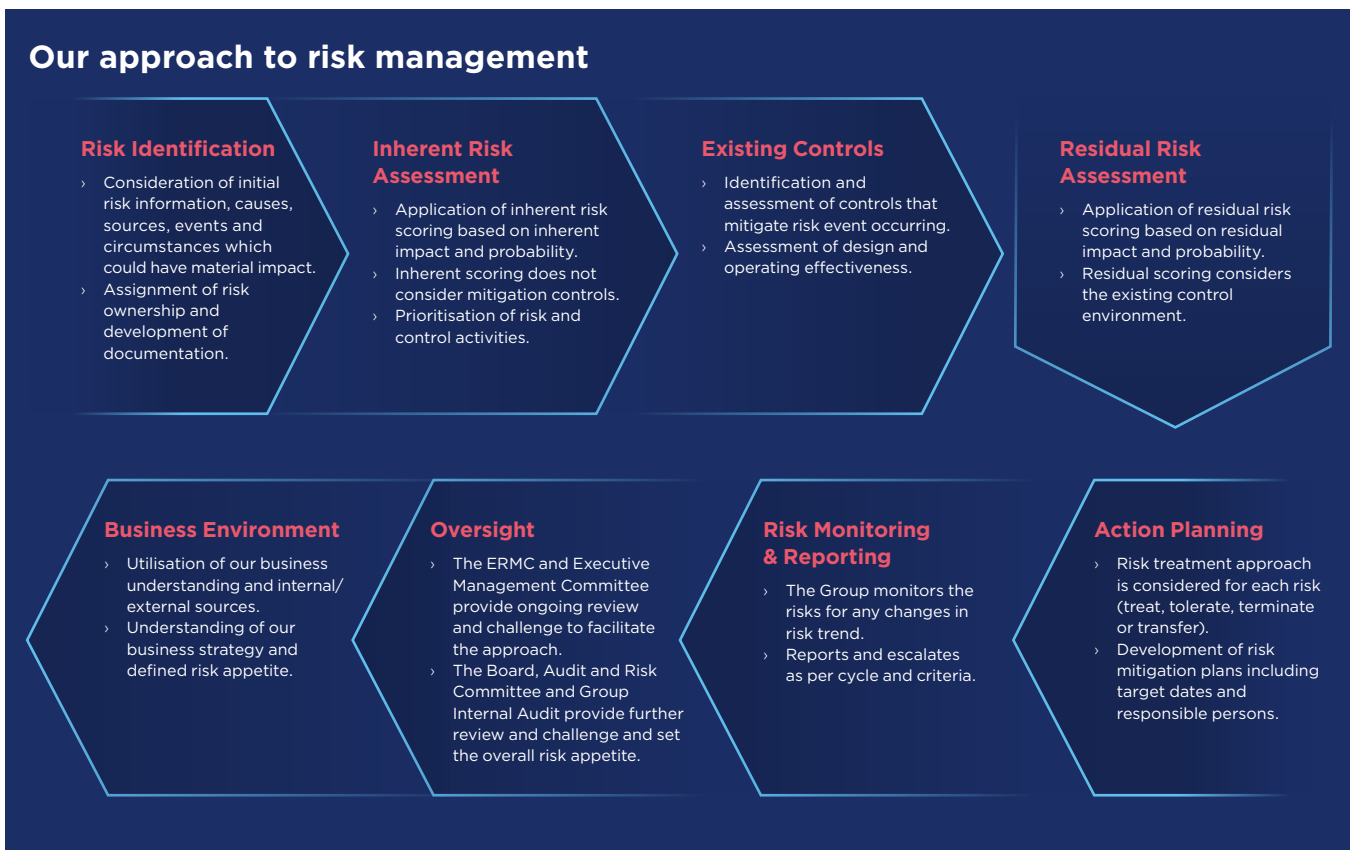 Our approach to risk management
Risk Identification
› Consideration of initial
risk information, causes,
sources, events and
circumstances which
could have material impact.
› Assignment of risk
ownership and
development of
documentation.
Inherent Risk
Assessment
› Application of inherent risk
scoring based on inherent
impact and probability.
› Inherent scoring does not
consider mitigation controls.
› Prioritisation of risk and
control activities.
Existing Controls
› Identification and
assessment of controls that
mitigate risk event occurring.
› Assessment of design and
operating effectiveness.
Residual Risk
Assessment
› Application of residual risk
scoring based on residual
impact and probability.
› Residual scoring considers
the existing control
environment.
Business Environment
› Utilisation of our business
understanding and internal/
external sources.
› Understanding of our
business strategy and
defined risk appetite.
Oversight
› The ERMC and Executive
Management Committee
provide ongoing review
and challenge to facilitate
the approach.
› The Board, Audit and Risk
Committee and Group
Internal Audit provide further
review and challenge and set
the overall risk appetite.
Risk Monitoring
& Reporting
› The Group monitors the
risks for any changes in
risk trend.
› Reports and escalates
as per cycle and criteria.
Action Planning
› Risk treatment approach
is considered for each risk
(treat, tolerate, terminate
or transfer).
› Development of risk
mitigation plans including
target dates and
responsible persons.